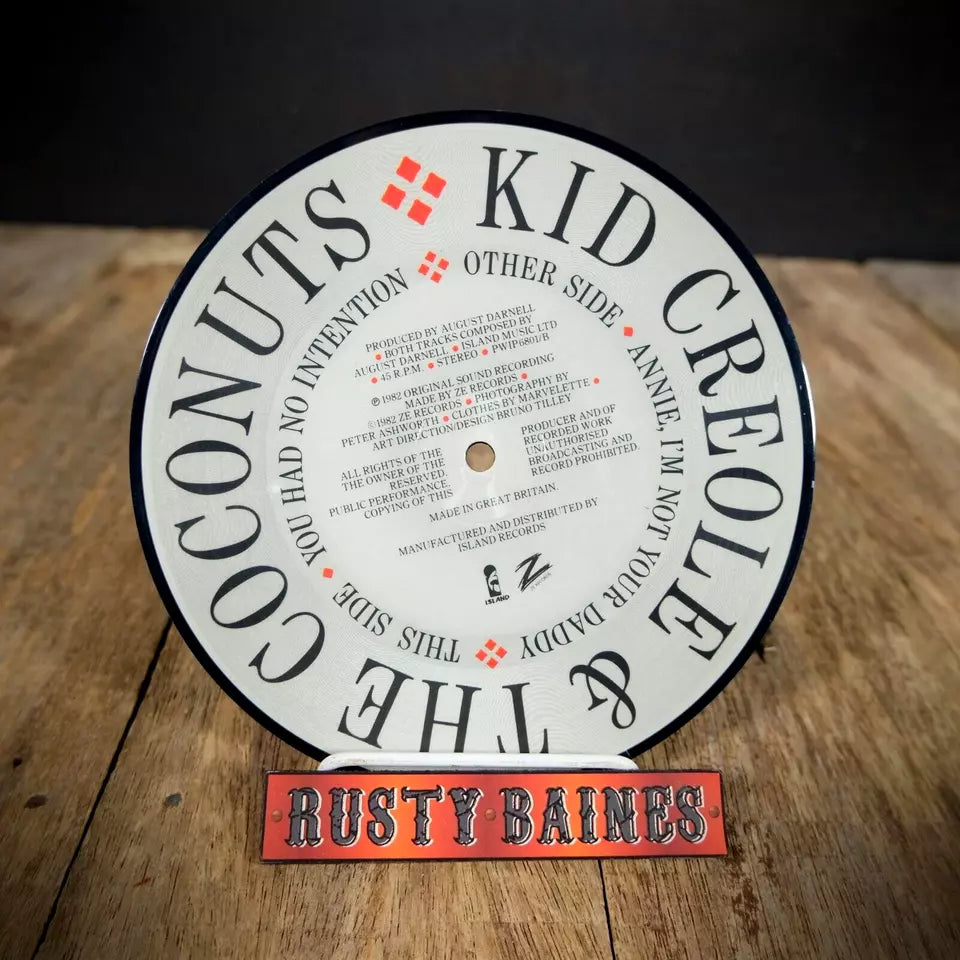 KID CREOLE & THE COCONUTS
OTHER SIDE • ANNIE, I'M NOT YOUR DADDY
THIS SIDE • YOU HAD NO INTENTION
PRODUCED BY AUGUST DARNELL
• BOTH TRACKS COMPOSED BY
AUGUST DARNELL • ISLAND MUSIC LTD
• 45 R.P.M. • STEREO • PWIP6801/B
℗ 1982 ORIGINAL SOUND RECORDING
MADE BY ZE RECORDS •
©1982 ZE RECORDS • PHOTOGRAPHY BY
PETER ASHWORTH • CLOTHES BY MARVELETTE •
ART DIRECTION/DESIGN BRUNO TILLEY
ALL RIGHTS OF THE
THE OWNER OF THE
RESERVED.
PUBLIC PERFORMANCE,
COPYING OF THIS
PRODUCER AND OF
RECORDED WORK
UNAUTHORISED
BROADCASTING AND
RECORD PROHIBITED.
MADE IN GREAT BRITAIN.
MANUFACTURED AND DISTRIBUTED BY
ISLAND RECORDS
ISLAND
Z
ZE RECORDS
RUSTY BAINES